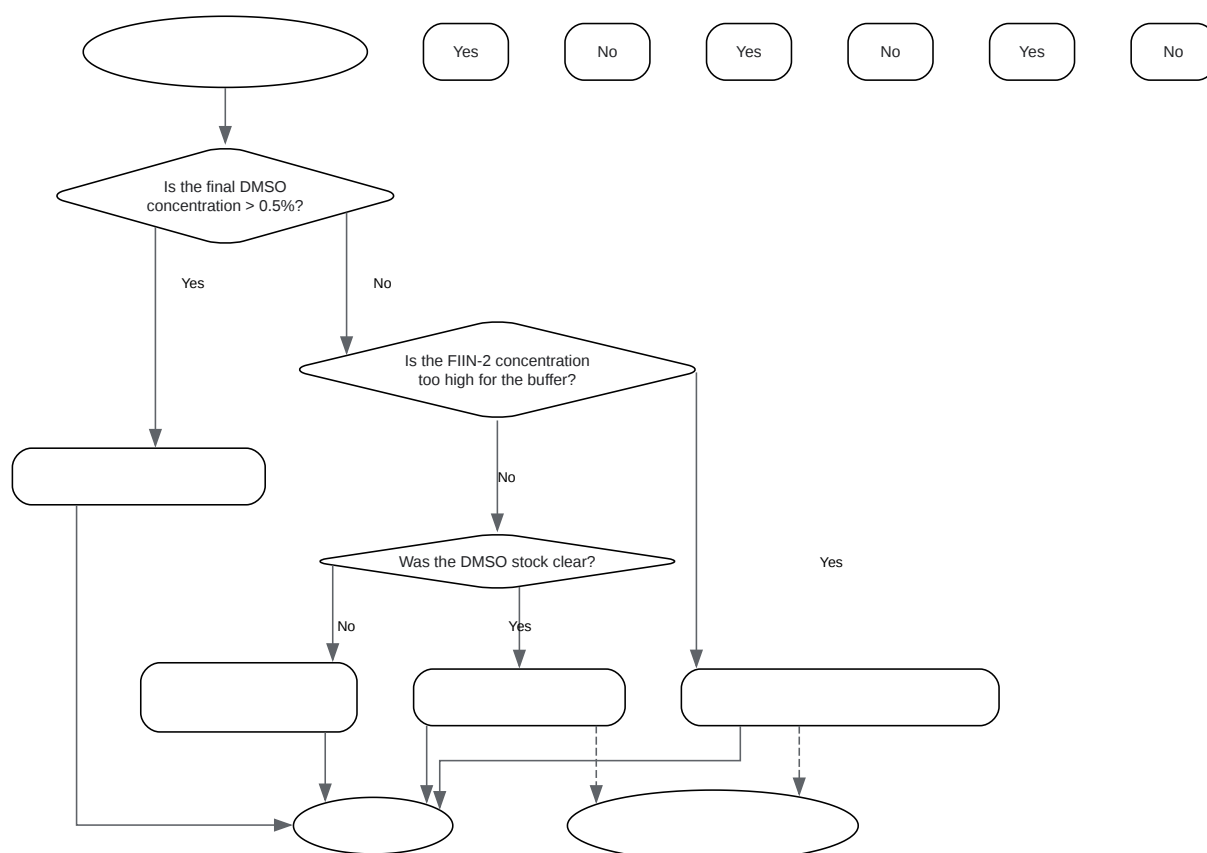 Yes
No
Yes
No
Yes
No
Is the final DMSO
concentration > 0.5%?
Yes
No
Is the FIIN-2 concentration
too high for the buffer?
No
Was the DMSO stock clear?
Yes
No
Yes